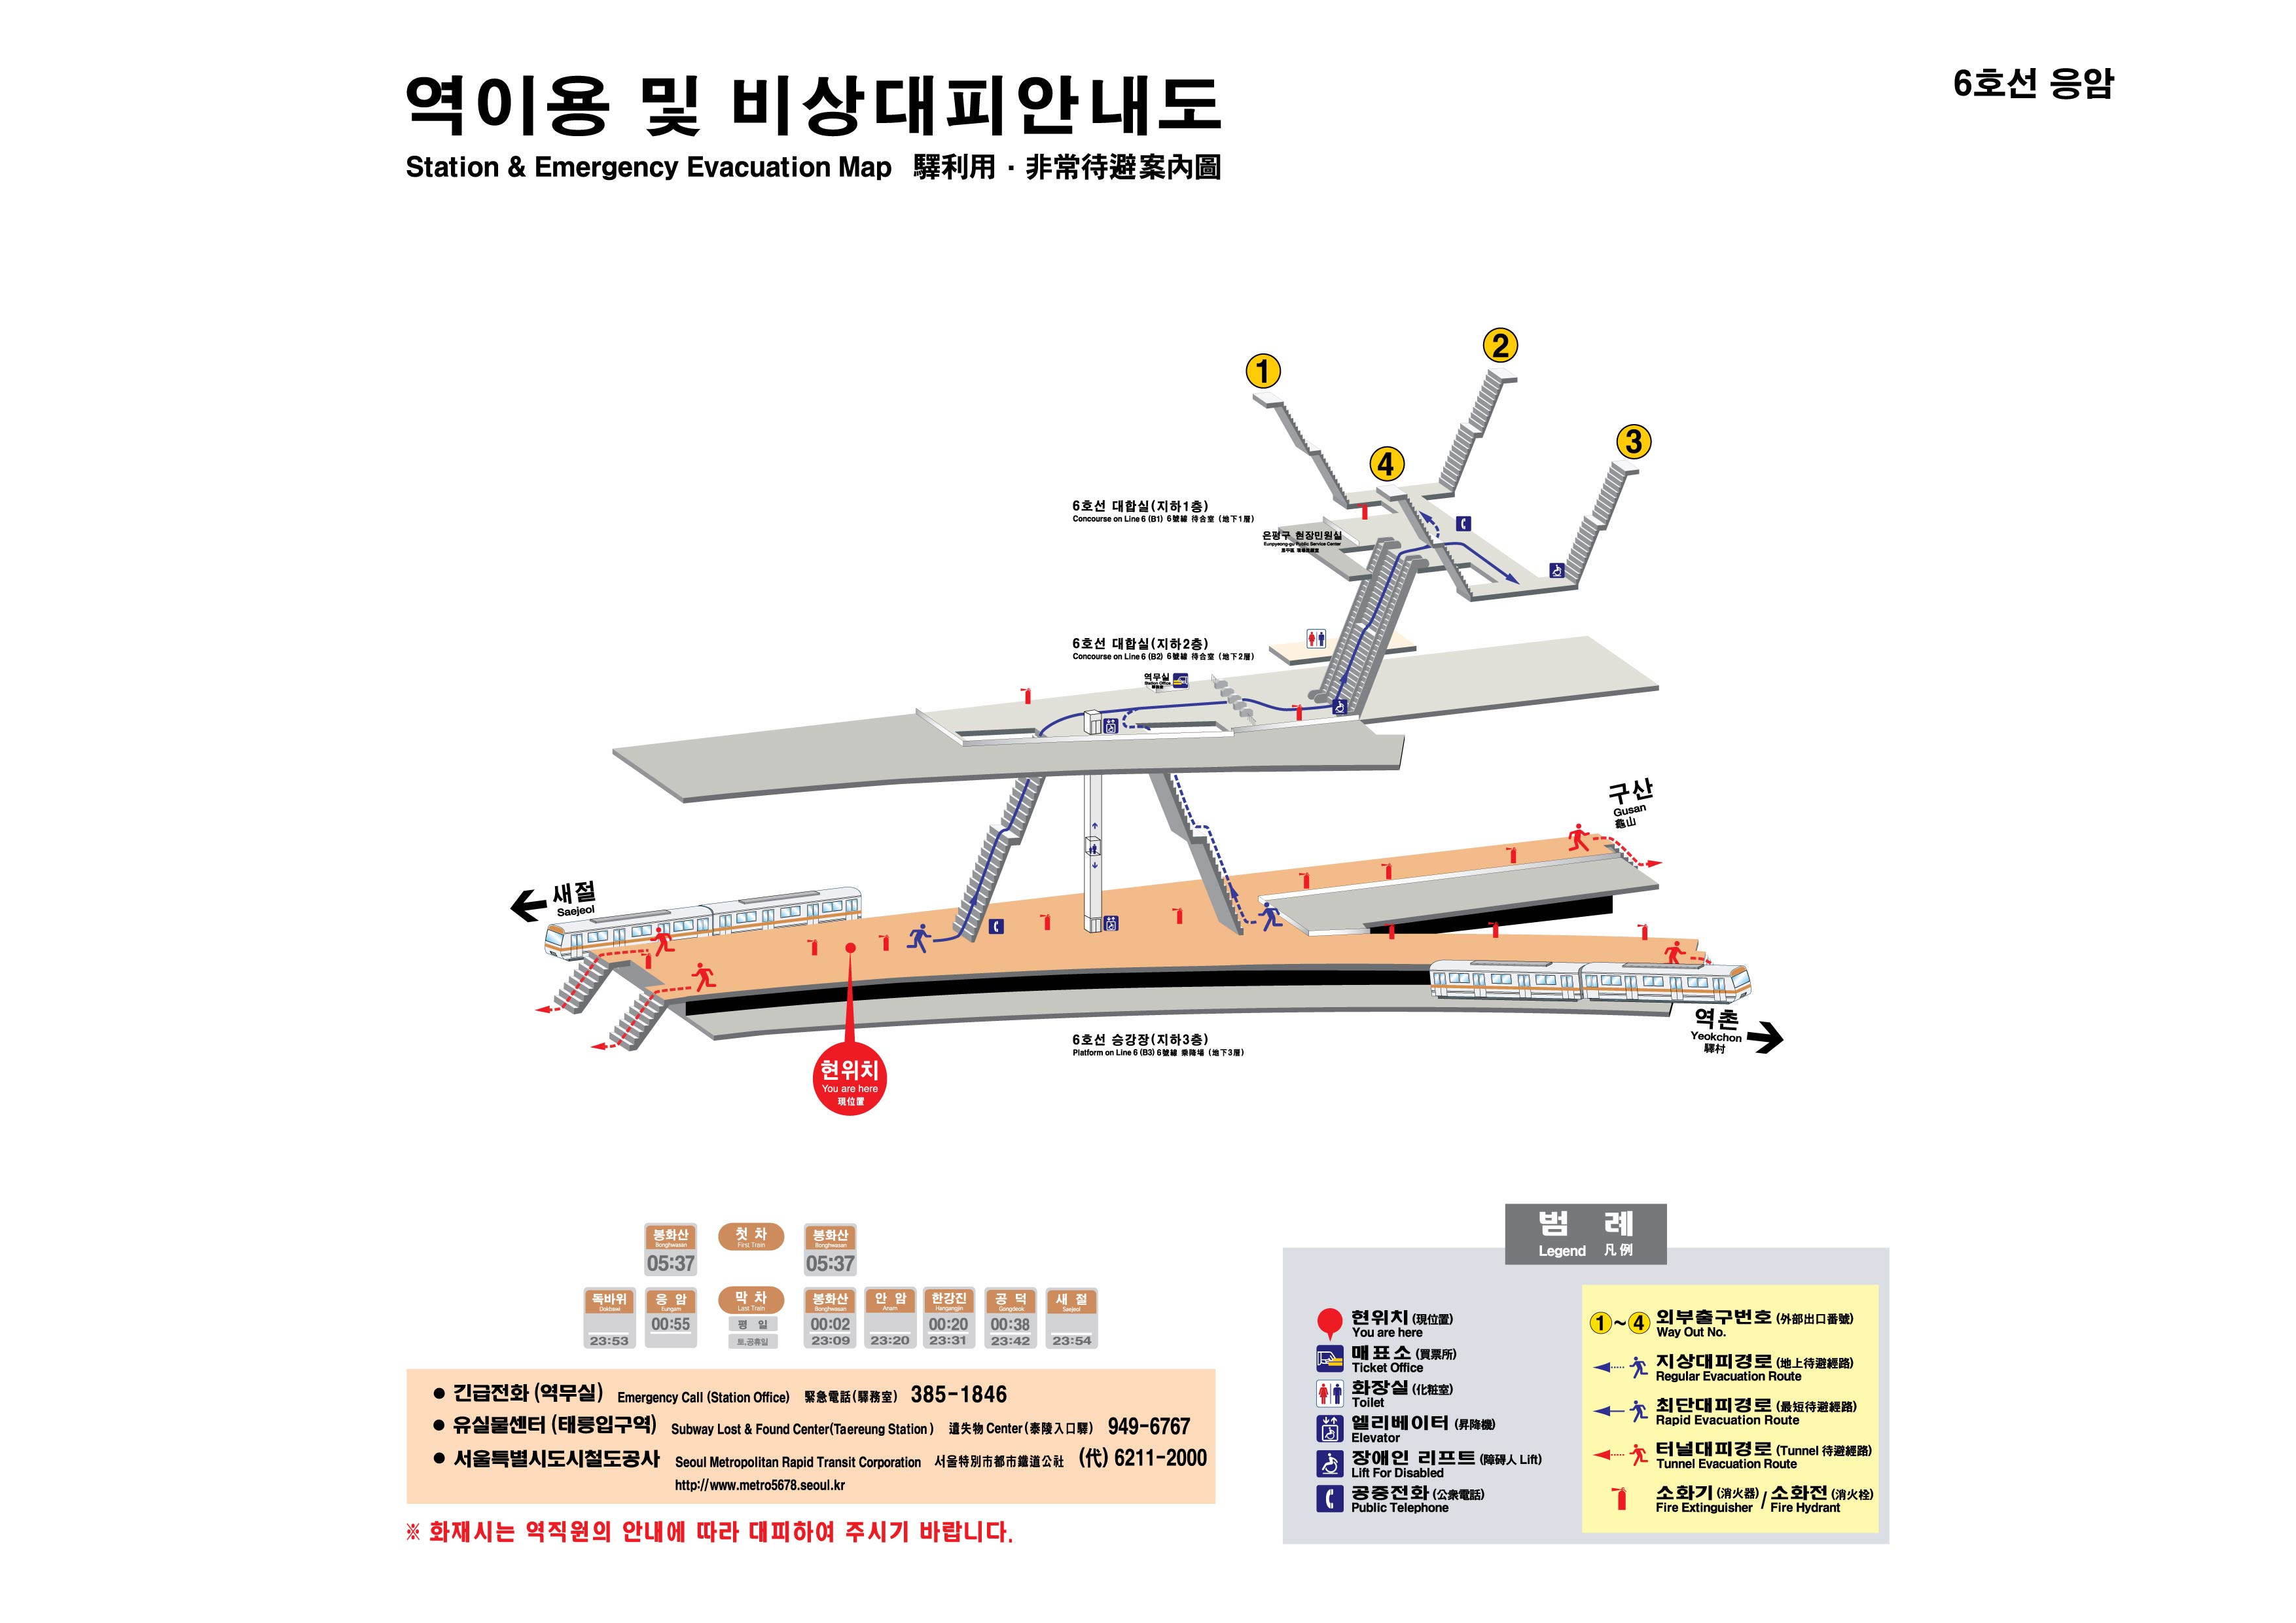 역이용 및 비상대피안내도
Station & Emergency Evacuation Map 驛利用 · 非常待避案內圖
6호선 응암
1
2
3
4
6호선 대합실(지하1층)
Concourse on Line 6 (B1) 6號線 待合室 (地下1層)
은평구 현장민원실
Eunpyeong-gu Public Service Center
6호선 대합실(지하2층)
Concourse on Line 6 (B2) 6號線 待合室 (地下2層)
역무실
Station Office
구산
Gusan
龜山
새절
Saejeol
역촌
Yeokchon
驛村
6호선 승강장(지하3층)
Platform on Line 6 (B3) 6號線 乘降場 (地下3層)
현위치
You are here
現位置
봉화산 첫 차 봉화산
Bonghwasan First Train Bonghwasan
05:37 05:37
독바위 응 암 막 차 봉화산 안 암 한강진 공 덕 새 절
Dokbawi Eungam Last Train Bonghwasan Anam Hangangjin Gongdeok Saejeol
00:55 평 일 00:02 00:20 00:38
23:53 토,공휴일 23:09 23:20 23:31 23:42 23:54
● 긴급전화 (역무실) Emergency Call (Station Office) 緊急電話 (驛務室) 385-1846
● 유실물센터 (태릉입구역) Subway Lost & Found Center(Taereung Station ) 遺失物 Center (泰陵入口驛) 949-6767
● 서울특별시도시철도공사 Seoul Metropolitan Rapid Transit Corporation 서울特別市都市鐵道公社 (代) 6211-2000
http://www.metro5678.seoul.kr
※ 화재시는 역직원의 안내에 따라 대피하여 주시기 바랍니다.
범 례
Legend 凡例
현위치 (現位置)
You are here
매표소 (買票所)
Ticket Office
화장실 (化粧室)
Toilet
엘리베이터 (昇降機)
Elevator
장애인 리프트 (障碍人 Lift)
Lift For Disabled
공중전화 (公衆電話)
Public Telephone
1~4 외부출구번호 (外部出口番號)
Way Out No.
지상대피경로 (地上待避經路)
Regular Evacuation Route
최단대피경로 (最短待避經路)
Rapid Evacuation Route
터널대피경로 (Tunnel 待避經路)
Tunnel Evacuation Route
소화기 (消火器) / 소화전 (消火栓)
Fire Extinguisher / Fire Hydrant